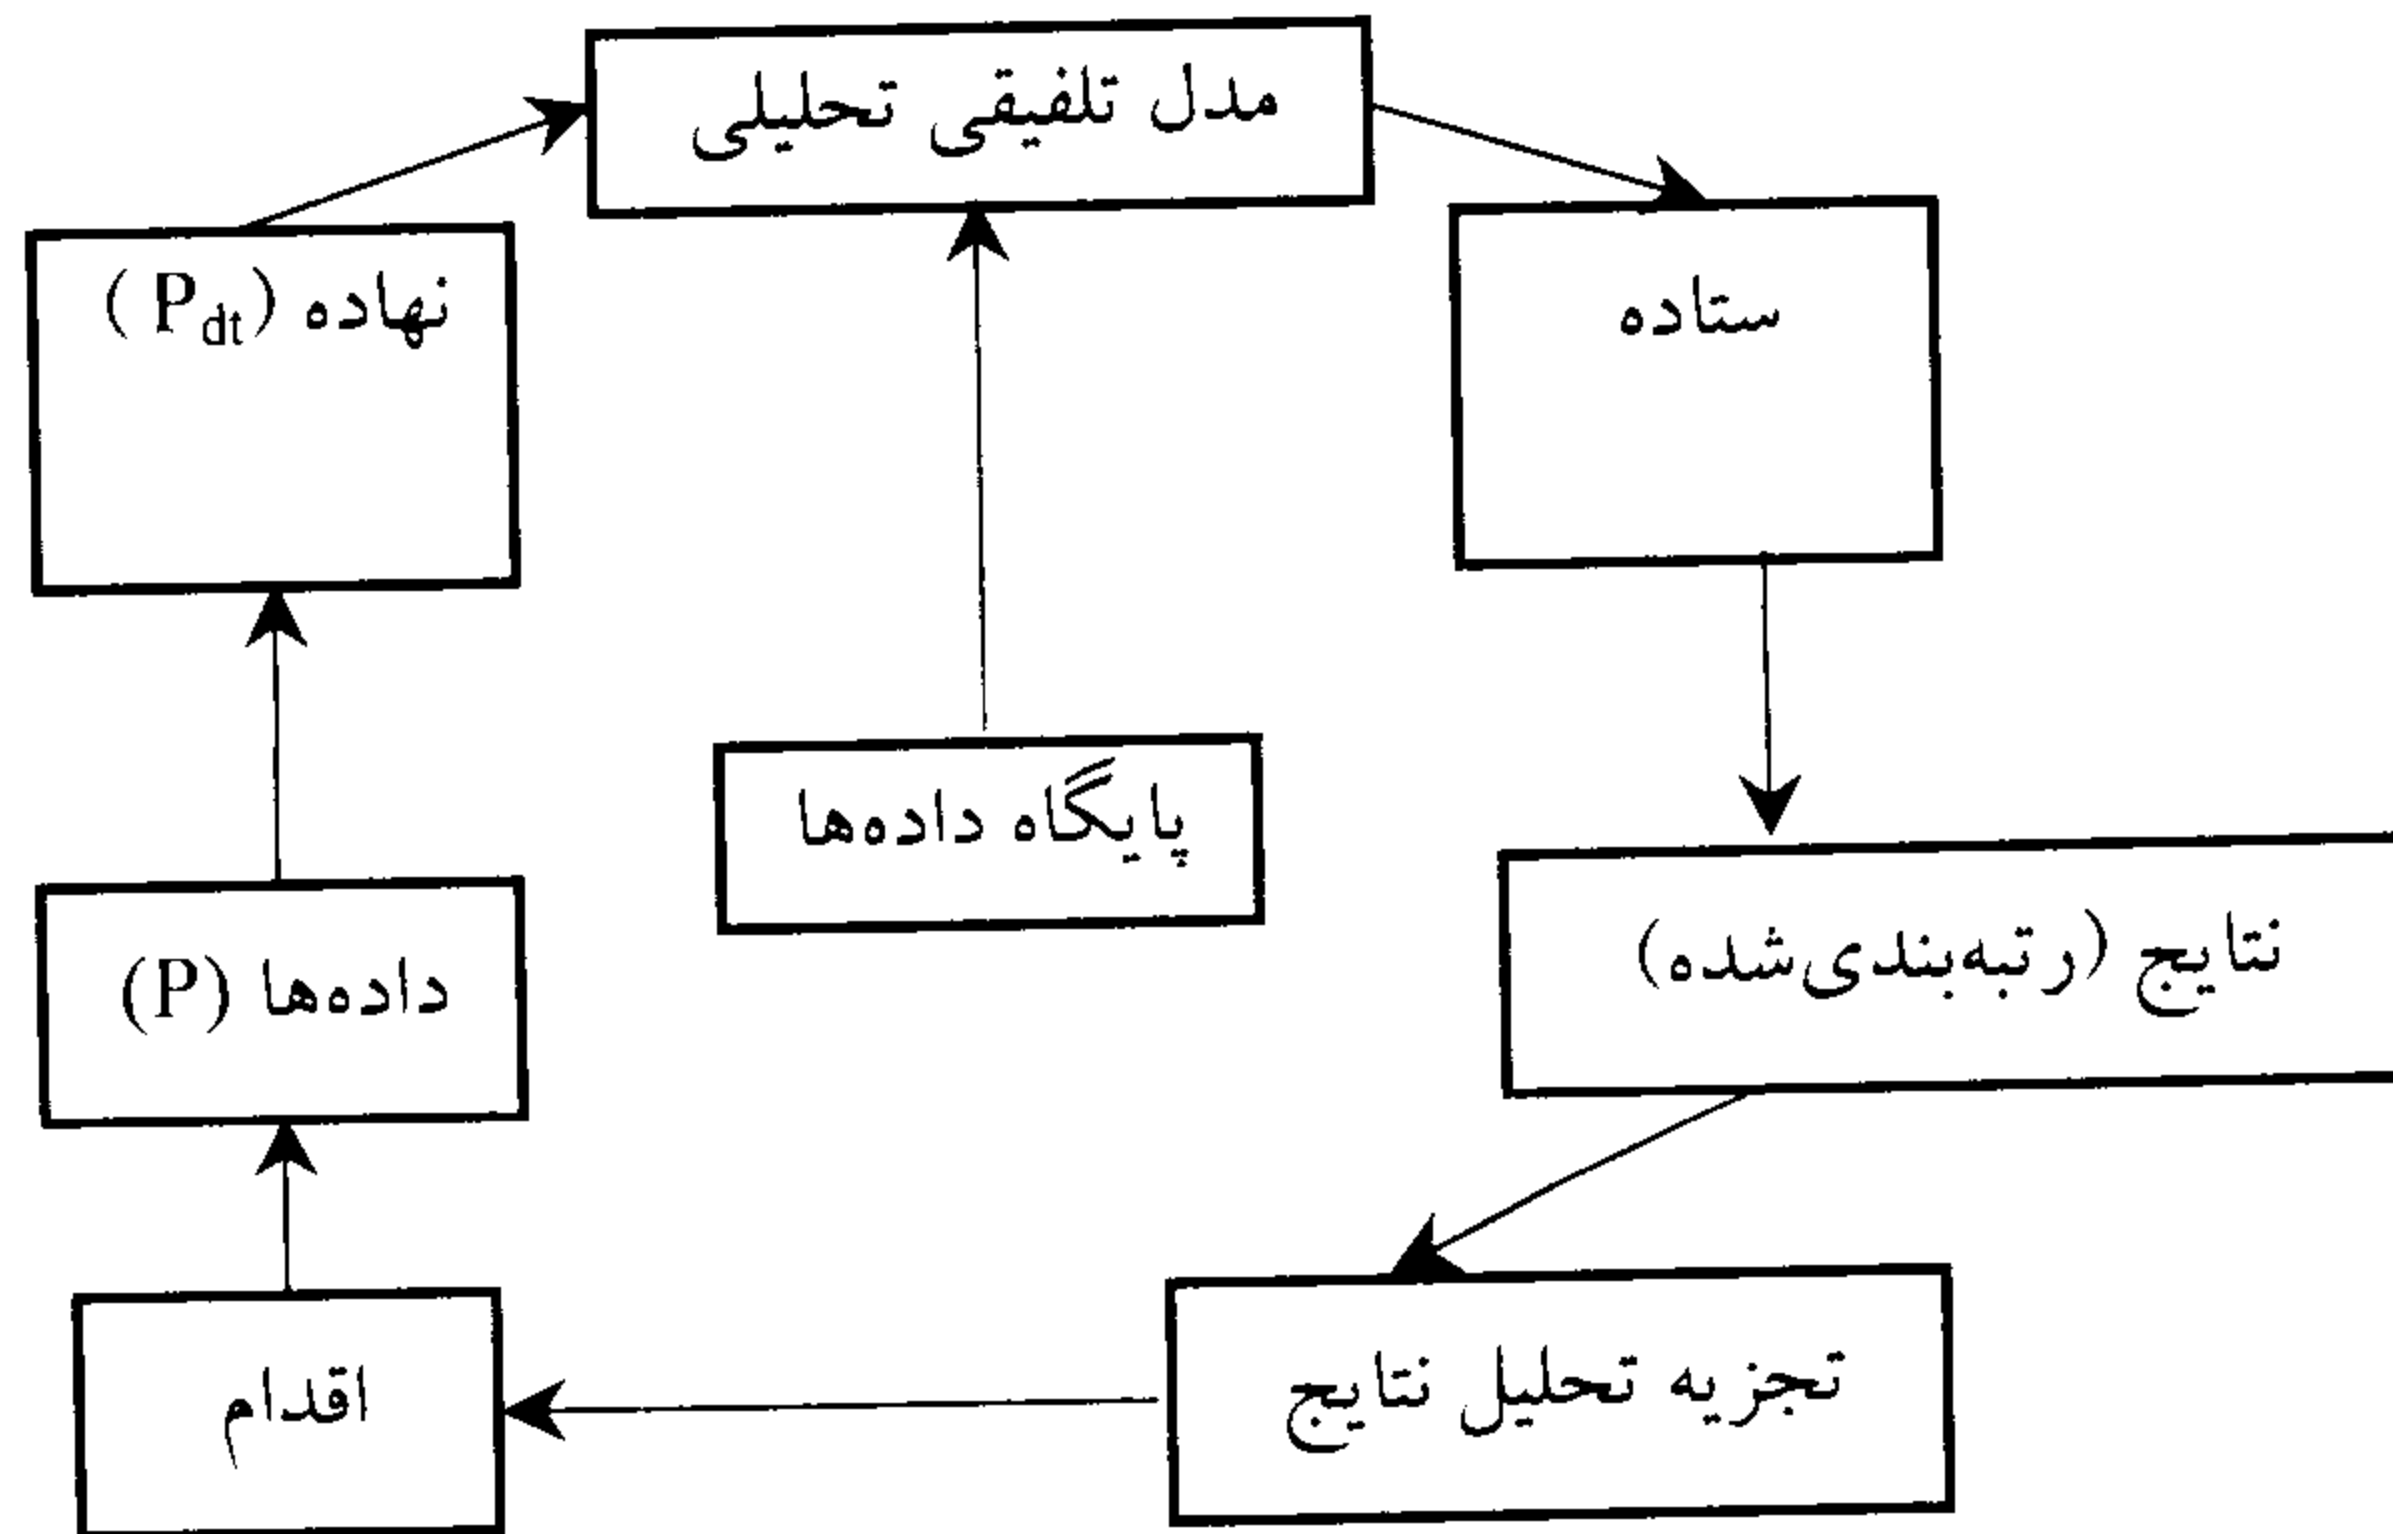 مدل تلفیقی تحلیلی
ستاده
نهاده (Pdt)
پایگاه داده‌ها
نتایج (رتبه‌بندی‌شده)
داده‌ها (P)
تجزیه تحلیل نتایج
اقدام